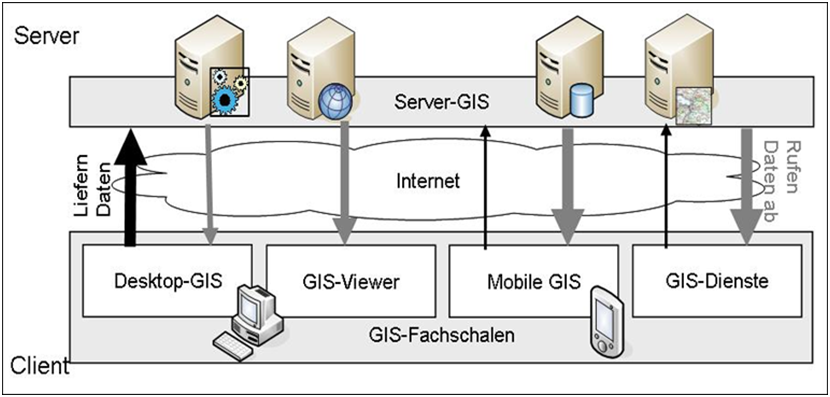 Server
Server-GIS
Liefern
Daten
Internet
Rufen
Daten ab
Desktop-GIS
GIS-Viewer
Mobile GIS
GIS-Dienste
GIS-Fachschalen
Client